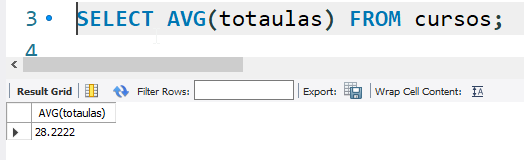 3 SELECT AVG(totaulas) FROM cursos;
4
Result Grid Filter Rows: Export: Wrap Cell Content: IA
AVG(totaulas)
28.2222